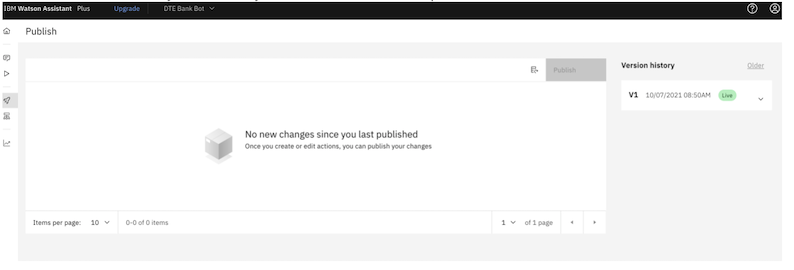 IBM Watson Assistant Plus Upgrade DTE Bank Bot
Publish
Publish
No new changes since you last published
Once you create or edit actions, you can publish your changes
Items per page: 10 0-0 of 0 items 1 of 1 page
Version history Older
V1 10/07/2021 08:50AM Live